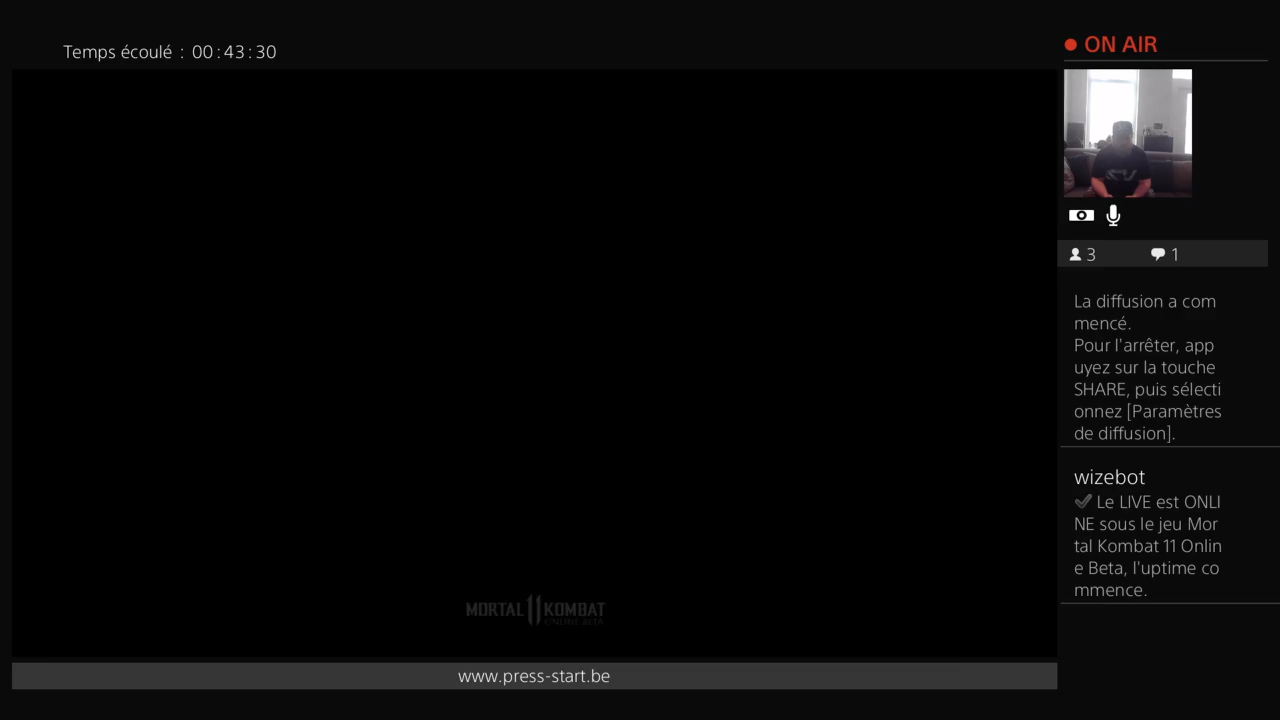 Temps écoulé : 00:43:30
ON AIR
3
1
La diffusion a com
mencé.
Pour l'arrêter, app
uyez sur la touche
SHARE, puis sélecti
onnez [Paramètres
de diffusion].
wizebot
Le LIVE est ONLI
NE sous le jeu Mor
tal Kombat 11 Onlin
e Beta, l'uptime co
mmence.
MORTAL 11 KOMBAT
ONLINE BETA
www.press-start.be